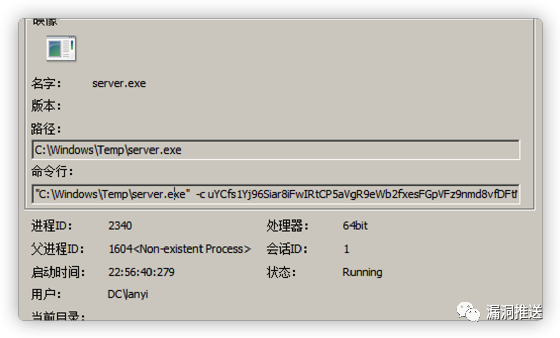 映像
名字： server.exe
版本：
路径：
C:\Windows\Temp\server.exe
命令行：
"C:\Windows\Temp\server.exe" -c uYCfs1Yj96Siar8iFwIRtCP5aVgR9eWb2fxesFGpVFz9nmd8vfDFtf
进程ID： 2340 处理器： 64bit
父进程ID： 1604<Non-existent Process> 会话ID： 1
启动时间： 22:56:40:279 状态： Running
用户： DC\lanyi
当前目录：
漏洞推送